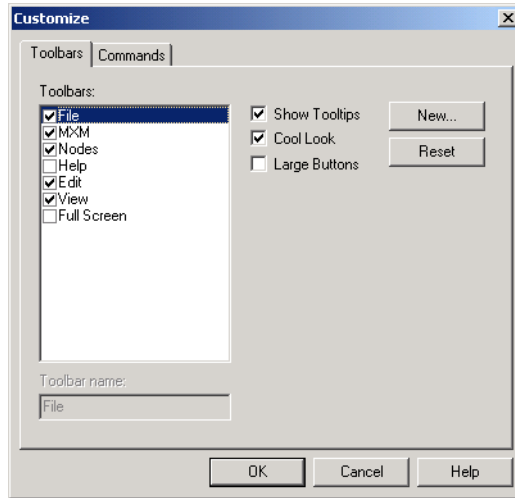 Customize
Toolbars Commands
Toolbars:
File
MXM
Nodes
Help
Edit
View
Full Screen
Show Tooltips
Cool Look
Large Buttons
New...
Reset
Toolbar name:
File
OK Cancel Help